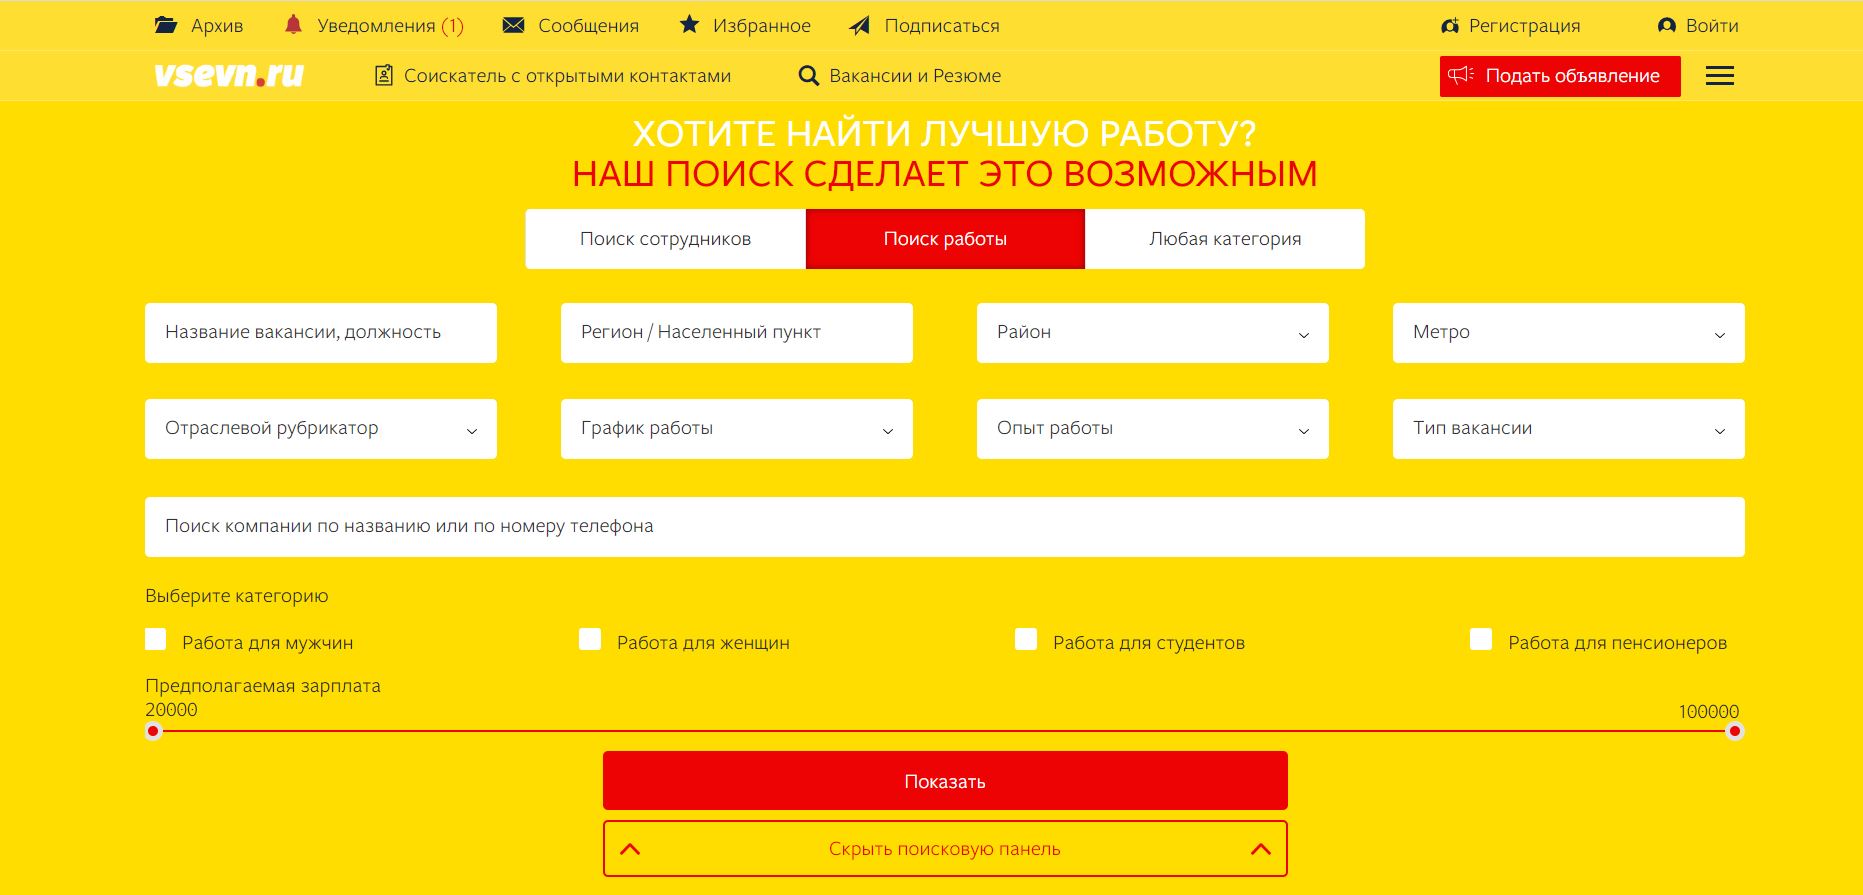 Архив Уведомления (1) Сообщения Избранное Подписаться Регистрация Войти
vsevn.ru Соискатель с открытыми контактами Вакансии и Резюме Подать объявление
ХОТИТЕ НАЙТИ ЛУЧШУЮ РАБОТУ?
НАШ ПОИСК СДЕЛАЕТ ЭТО ВОЗМОЖНЫМ
Поиск сотрудников Поиск работы Любая категория
Название вакансии, должность Регион / Населенный пункт Район Метро
Отраслевой рубрикатор График работы Опыт работы Тип вакансии
Поиск компании по названию или по номеру телефона
Выберите категорию
Работа для мужчин Работа для женщин Работа для студентов Работа для пенсионеров
Предполагаемая зарплата
20000 100000
Показать
Скрыть поисковую панель